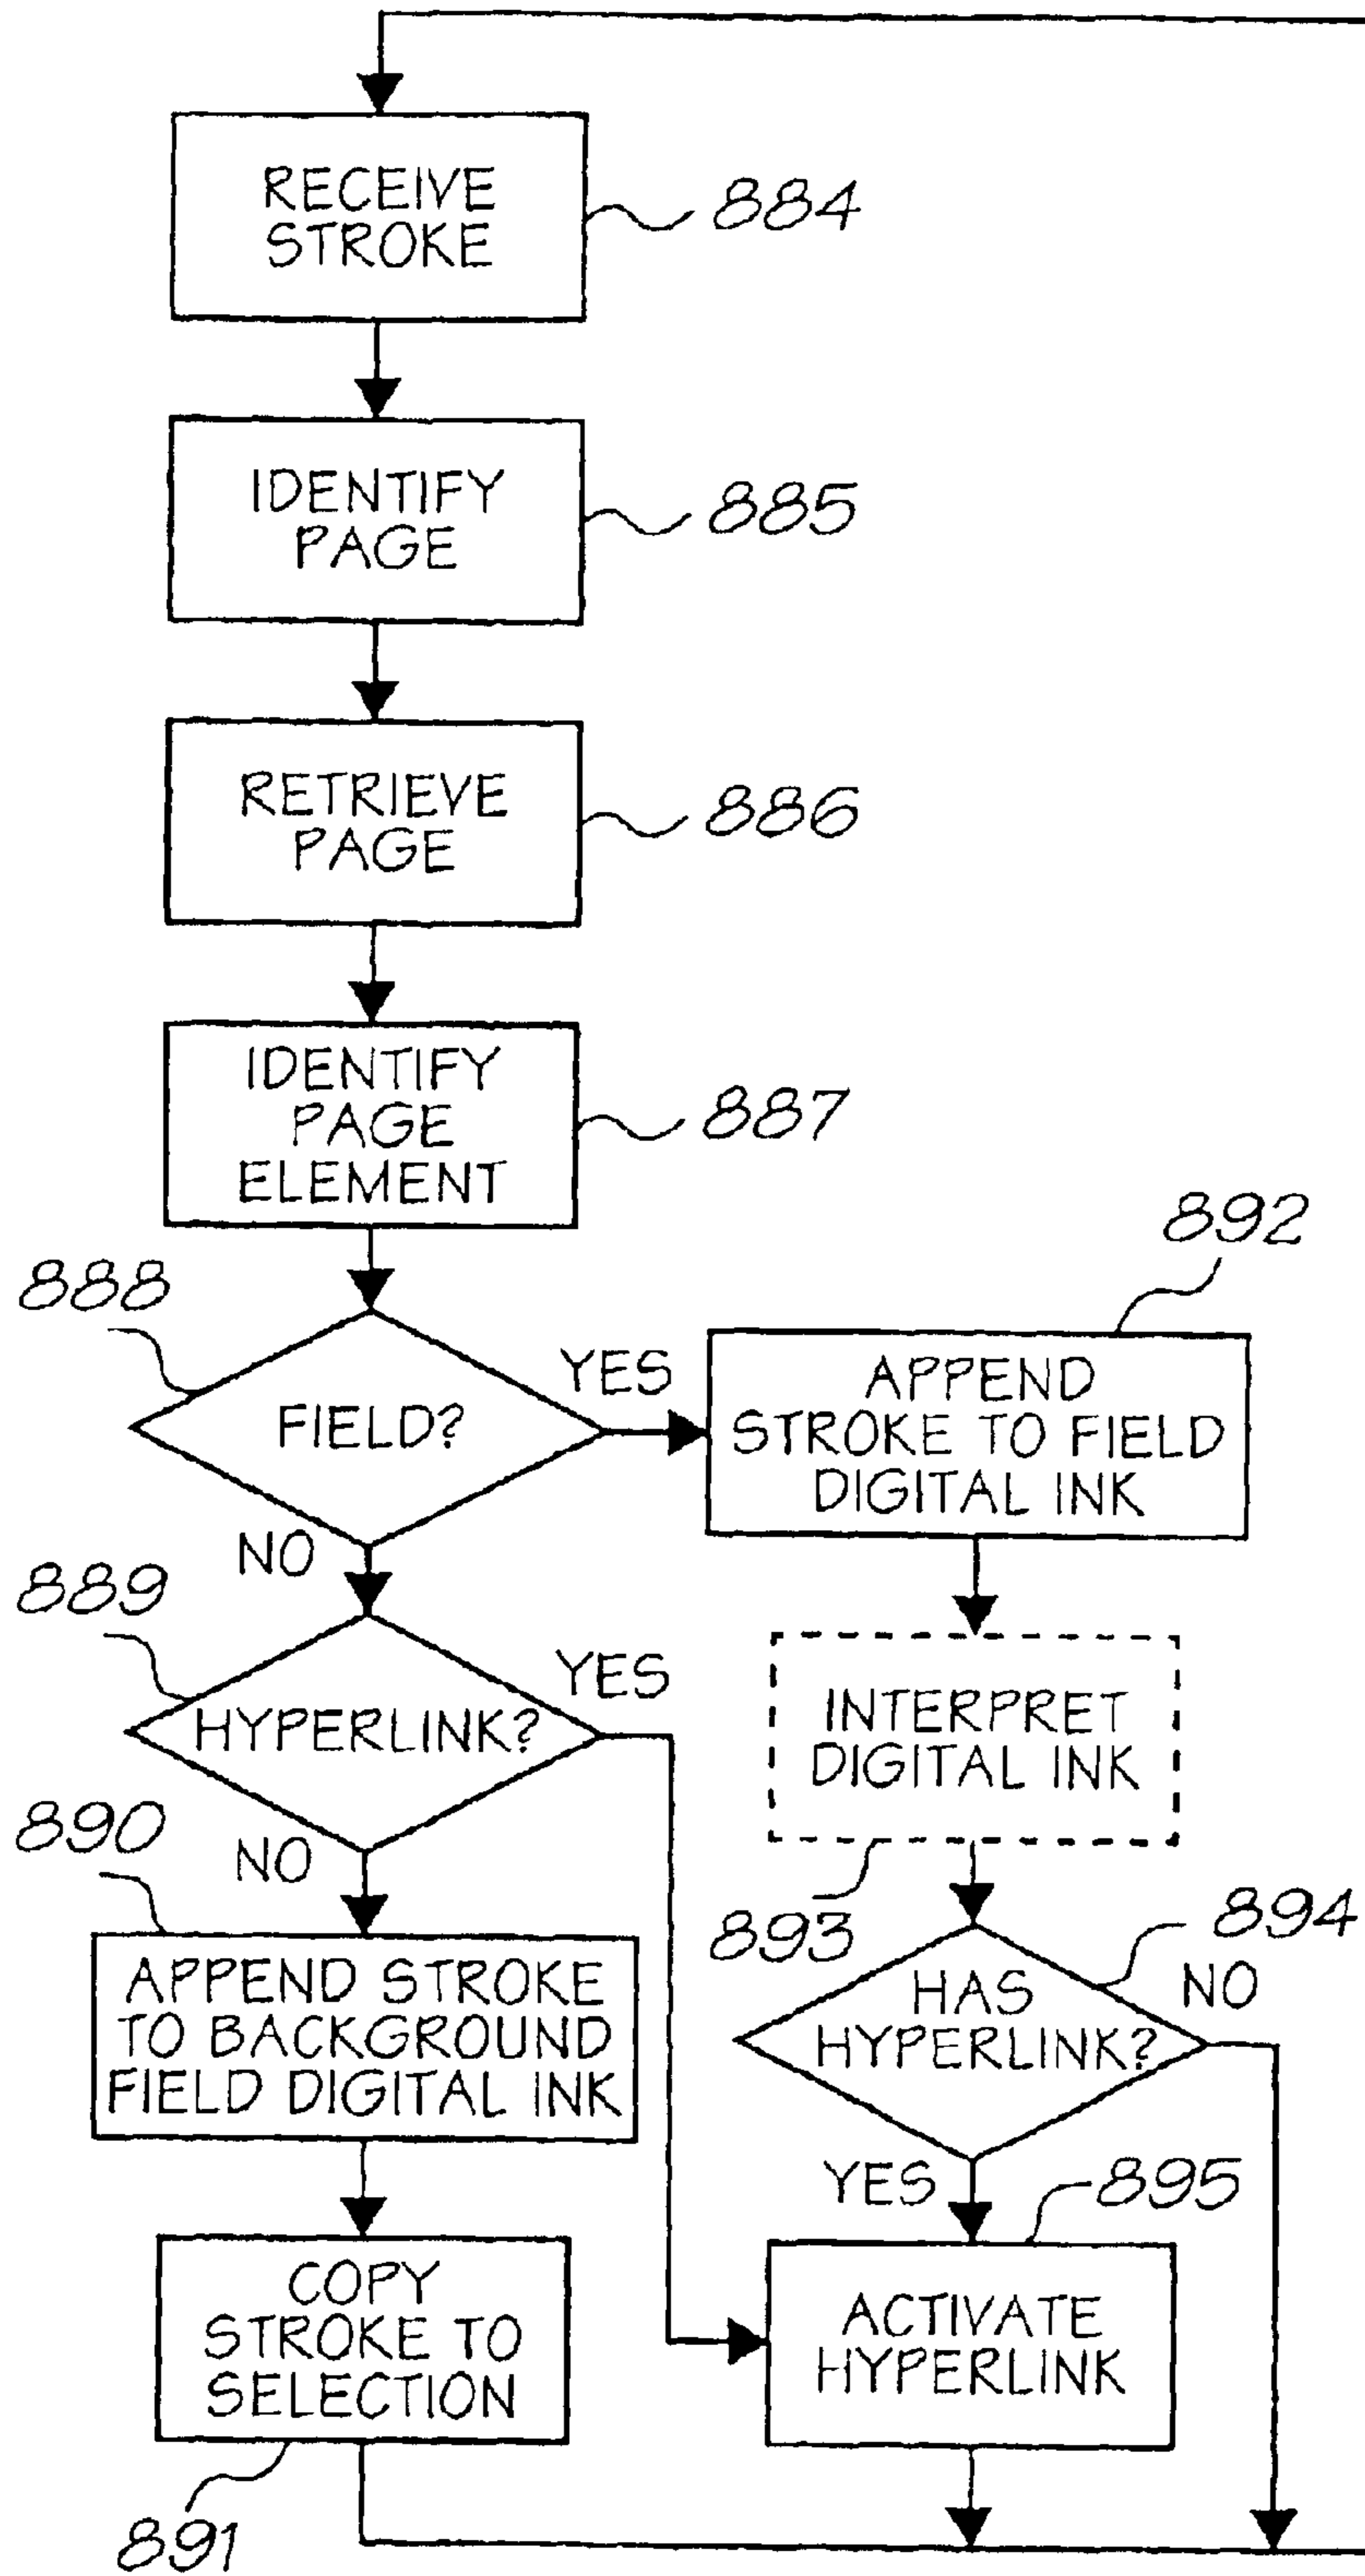 RECEIVE
STROKE
884
IDENTIFY
PAGE
885
RETRIEVE
PAGE
886
IDENTIFY
PAGE
ELEMENT
887
888
FIELD?
YES
NO
892
APPEND
STROKE TO FIELD
DIGITAL INK
889
HYPERLINK?
YES
NO
INTERPRET
DIGITAL INK
893
890
APPEND STROKE
TO BACKGROUND
FIELD DIGITAL INK
894
HAS
HYPERLINK?
NO
YES
895
COPY
STROKE TO
SELECTION
891
ACTIVATE
HYPERLINK